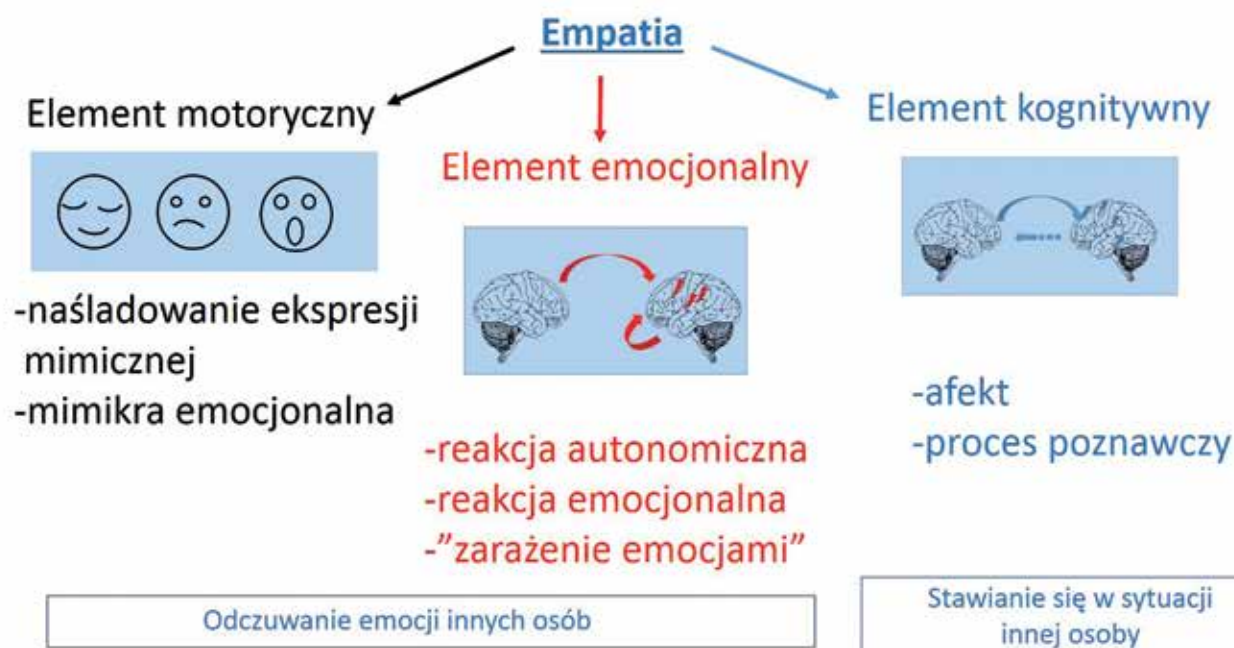 Empatia
Element motoryczny
-naśladowanie ekspresji
mimicznej
-mimikra emocjonalna
Element emocjonalny
-reakcja autonomiczna
-reakcja emocjonalna
-”zarażenie emocjami”
Element kognitywny
-afekt
-proces poznawczy
Odczuwanie emocji innych osób
Stawianie się w sytuacji
innej osoby